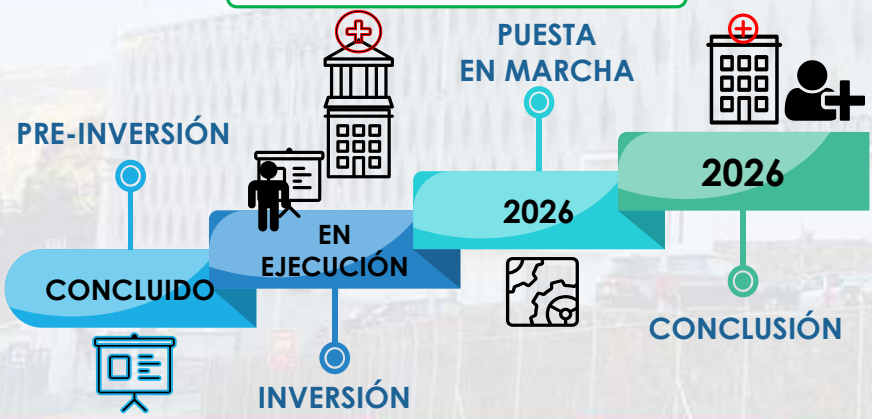 PRE-INVERSIÓN
CONCLUIDO
EN
EJECUCIÓN
INVERSIÓN
PUESTA
EN MARCHA
2026
2026
CONCLUSIÓN